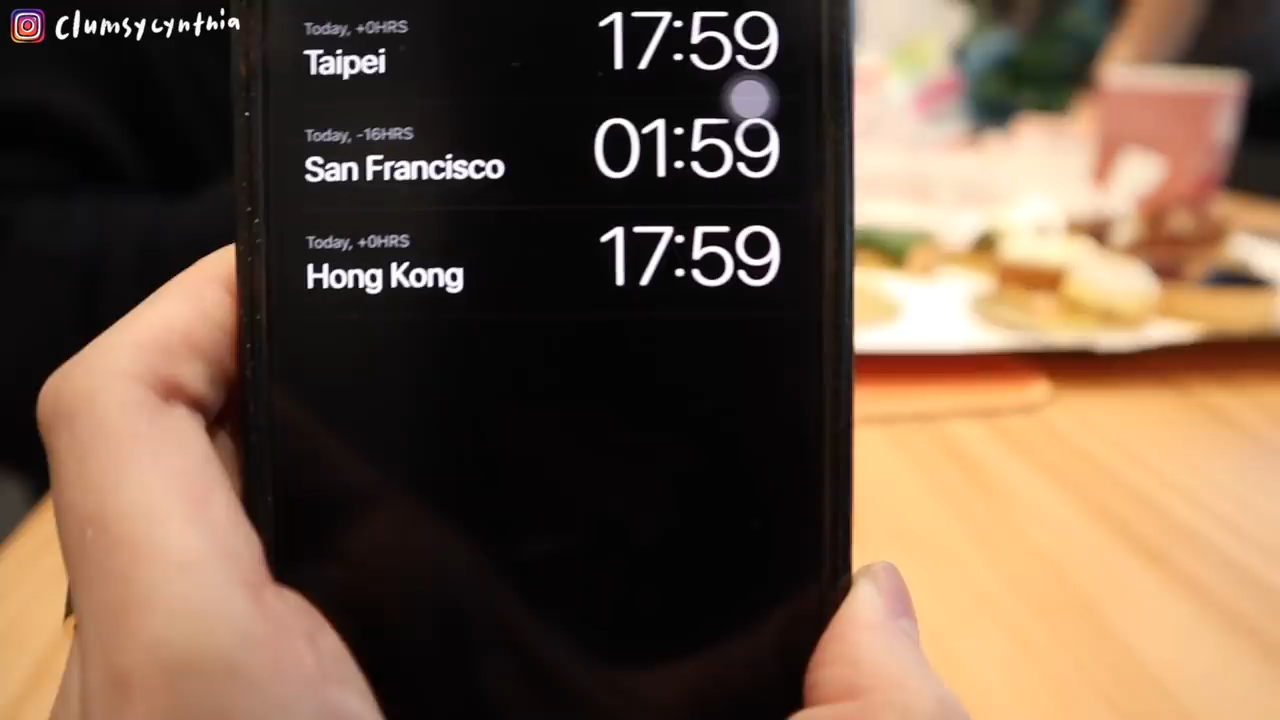 clumsycynthia
Today, +0HRS
Taipei
17:59
Today, -16HRS
San Francisco
01:59
Today, +0HRS
Hong Kong
17:59